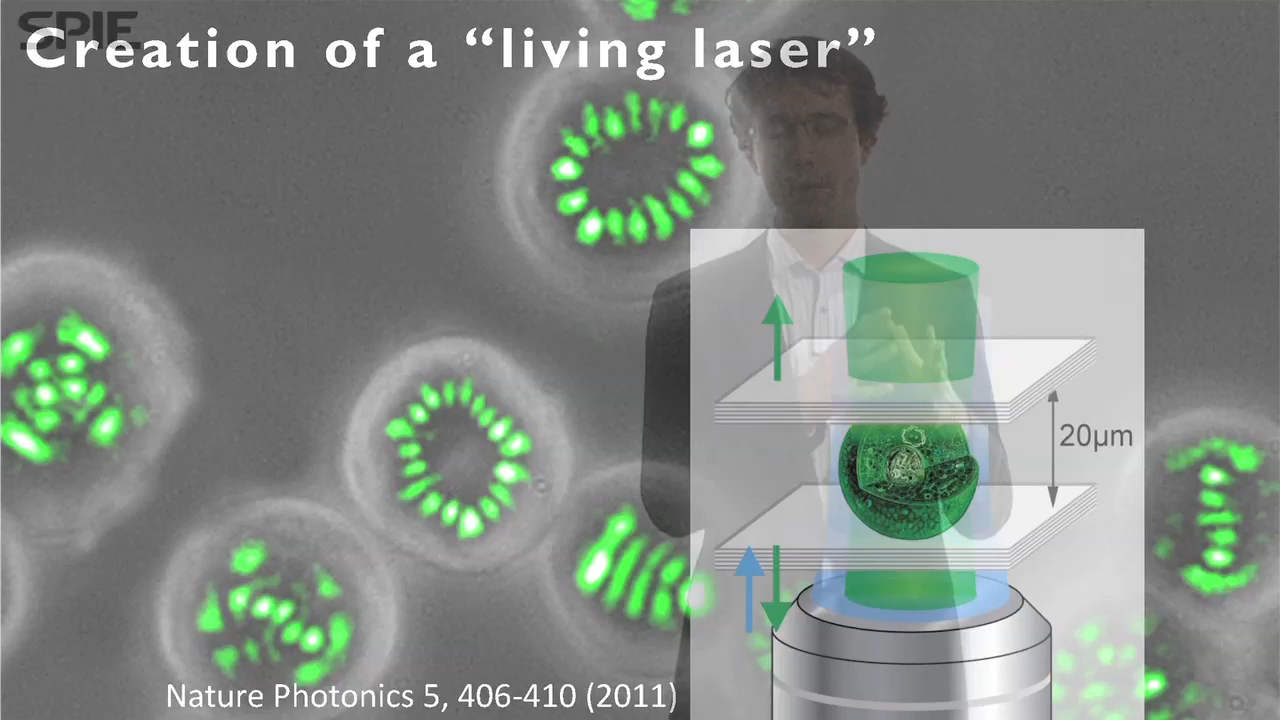 SPIE
Creation of a “living laser”
20µm
Nature Photonics 5, 406-410 (2011)